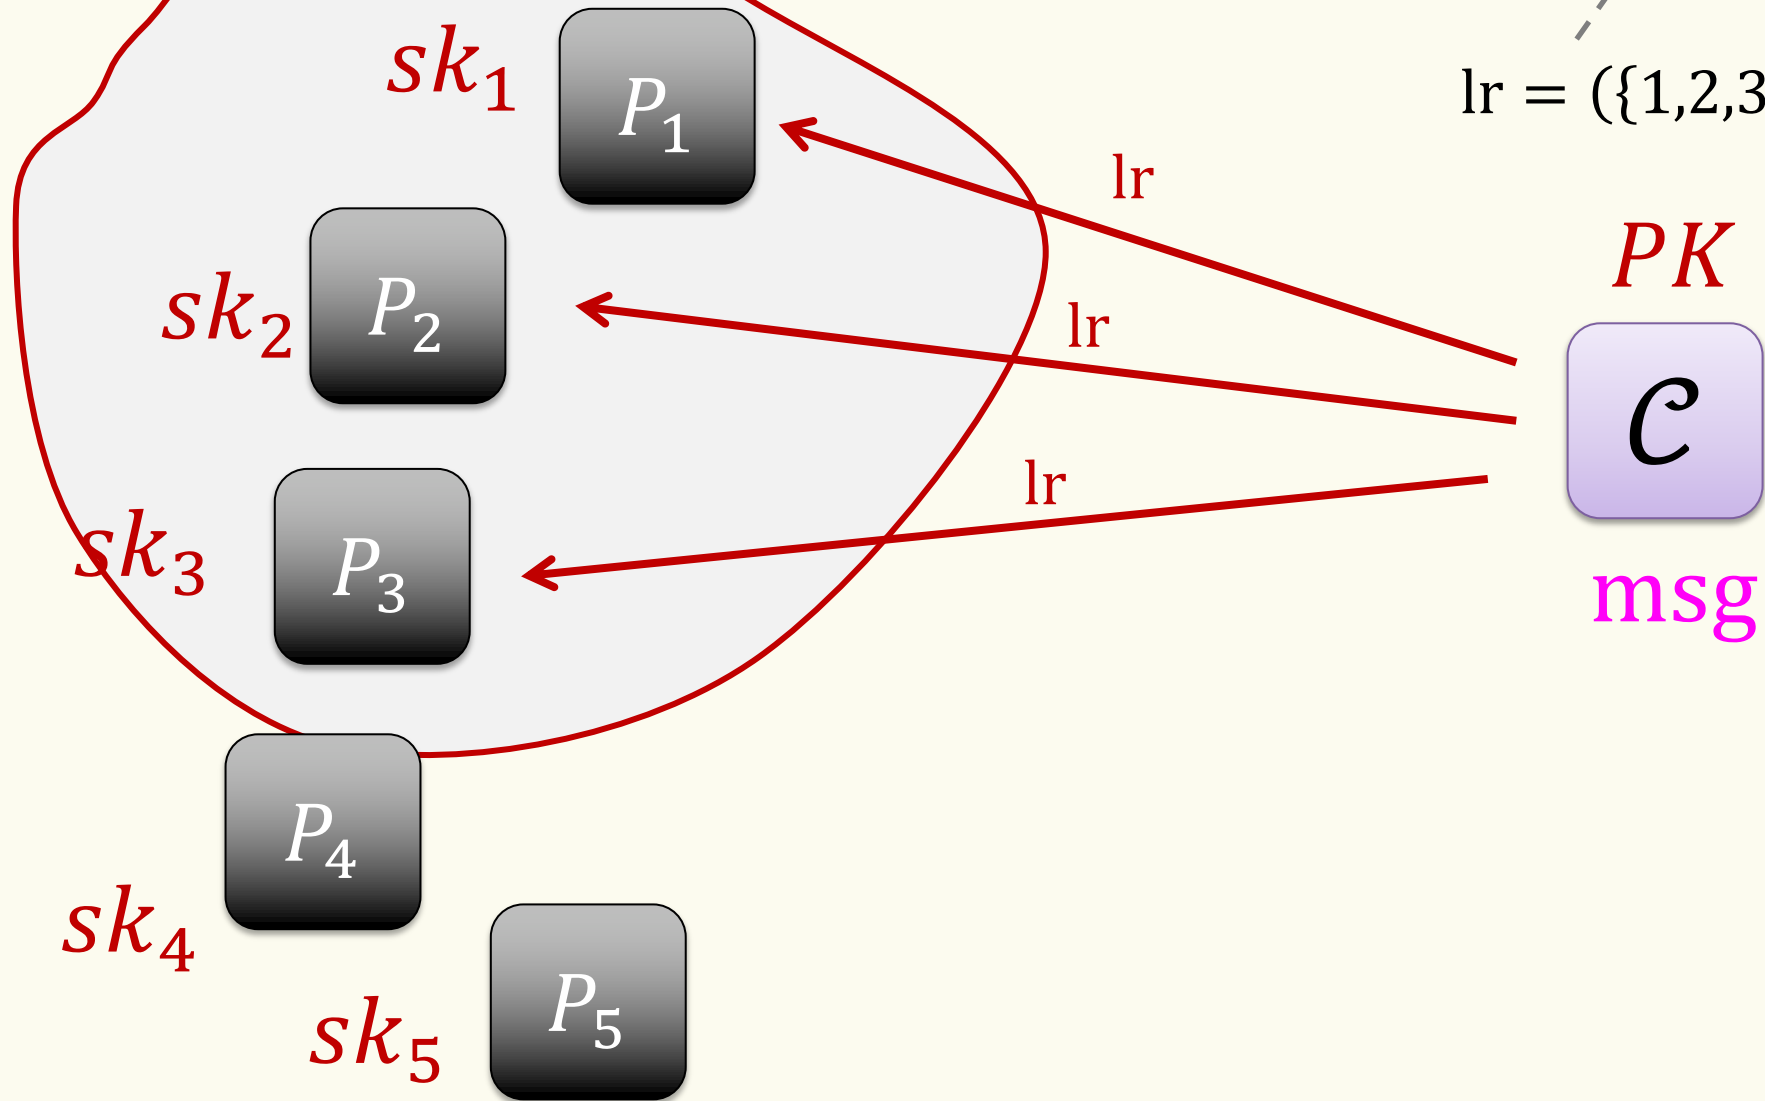 sk₁
P₁
lr = ({1,2,3
lr
PK
sk₂
P₂
lr
𝒞
lr
sk₃
P₃
msg
P₄
sk₄
P₅
sk₅